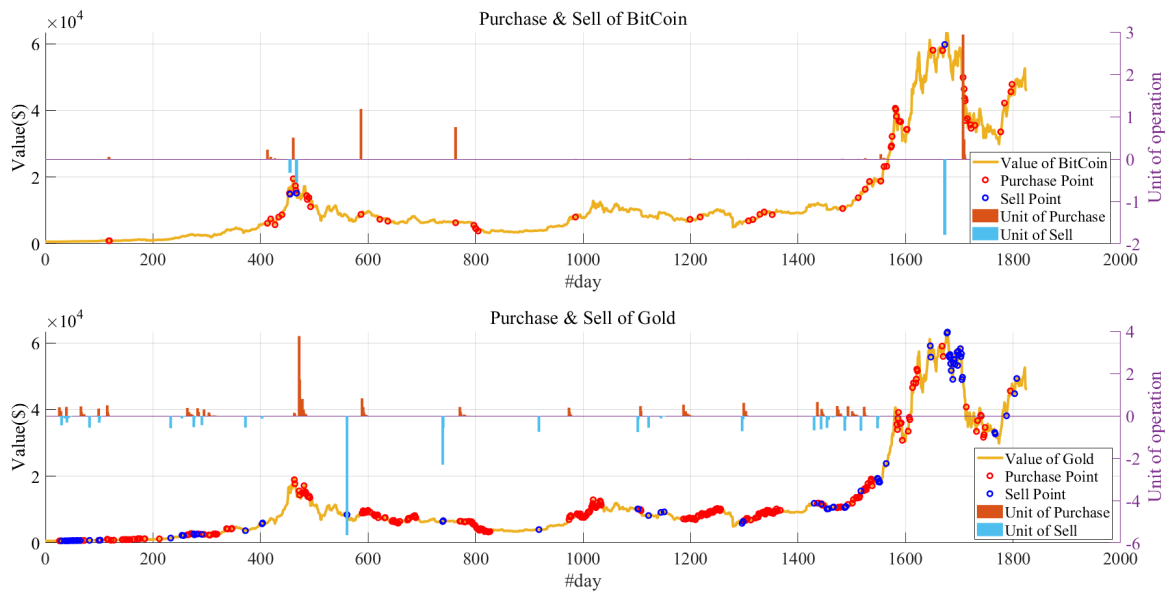 Purchase & Sell of BitCoin
×10⁴
Value($)
6
4
2
0
3
2
1
0
-1
-2
Unit of operation
Value of BitCoin
Purchase Point
Sell Point
Unit of Purchase
Unit of Sell
0 200 400 600 800 1000 1200 1400 1600 1800 2000
#day
Purchase & Sell of Gold
×10⁴
Value($)
6
4
2
0
4
2
0
-2
-4
-6
Unit of operation
Value of Gold
Purchase Point
Sell Point
Unit of Purchase
Unit of Sell
0 200 400 600 800 1000 1200 1400 1600 1800 2000
#day